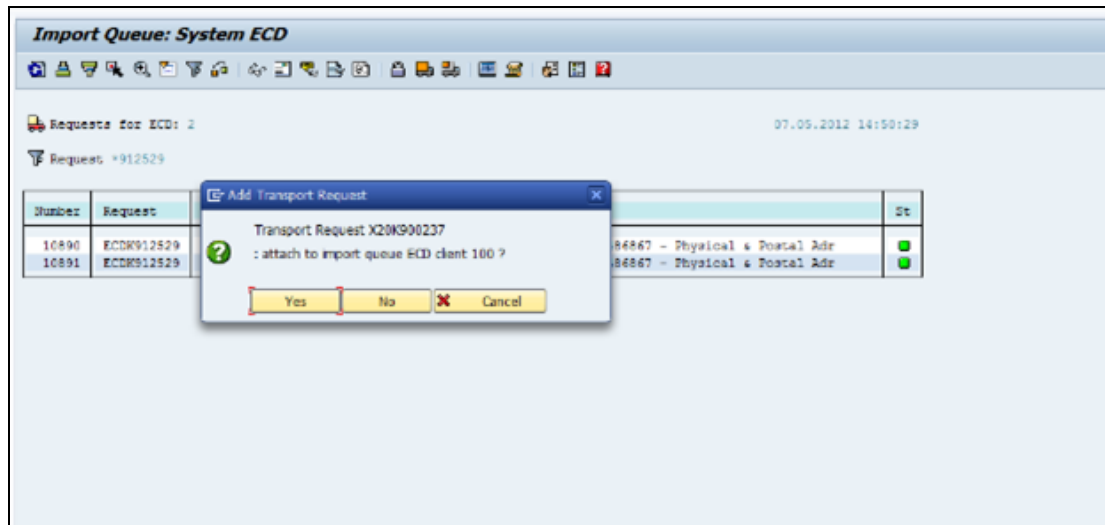 Import Queue: System ECD
Requests for ECD: 2 07.05.2012 14:50:29
Request *912529
Number Request St
10890 ECDK912529 86867 - Physical & Postal Adr
10891 ECDK912529 86867 - Physical & Postal Adr
Add Transport Request
Transport Request X20K900237
: attach to import queue ECD client 100 ?
Yes No Cancel